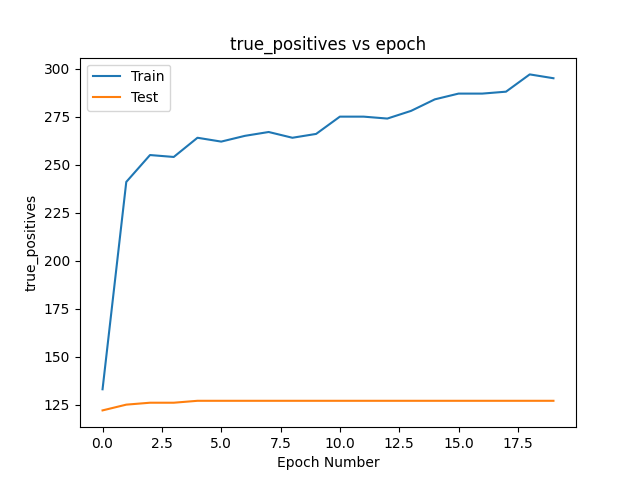 true_positives vs epoch
Train
Test
300
275
250
225
200
175
150
125
true_positives
0.0 2.5 5.0 7.5 10.0 12.5 15.0 17.5
Epoch Number